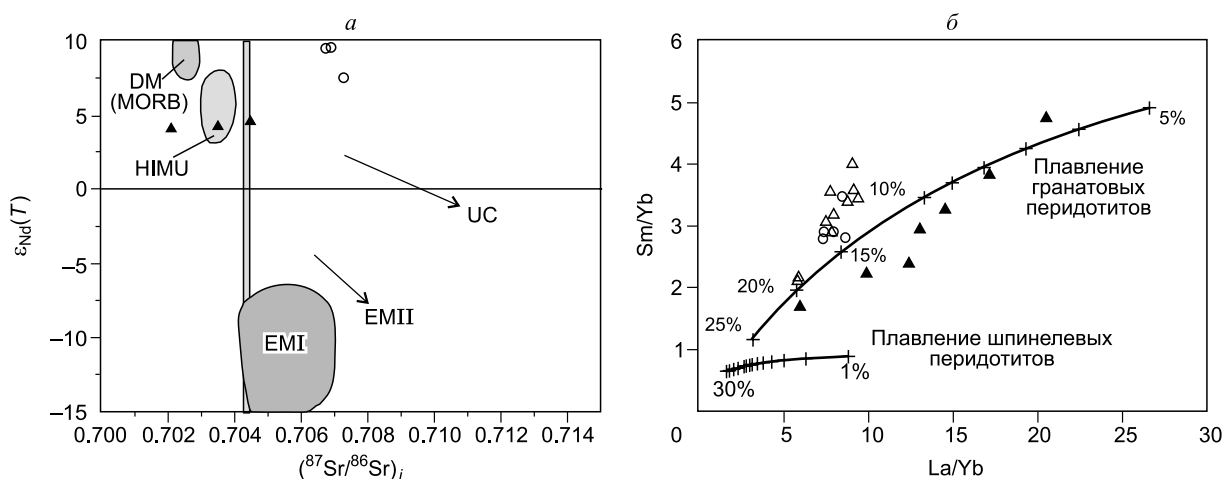 а
10
5
0
–5
–10
–15
εNd(T)
DM
(MORB)
HIMU
UC
EMII
EMI
0.700
0.702
0.704
0.706
0.708
0.710
0.712
0.714
(87Sr/86Sr)i
б
6
5
4
3
2
1
0
Sm/Yb
5%
10%
15%
20%
25%
Плавление
гранатовых
перидотитов
Плавление шпинелевых
перидотитов
1%
30%
5
10
15
20
25
30
La/Yb